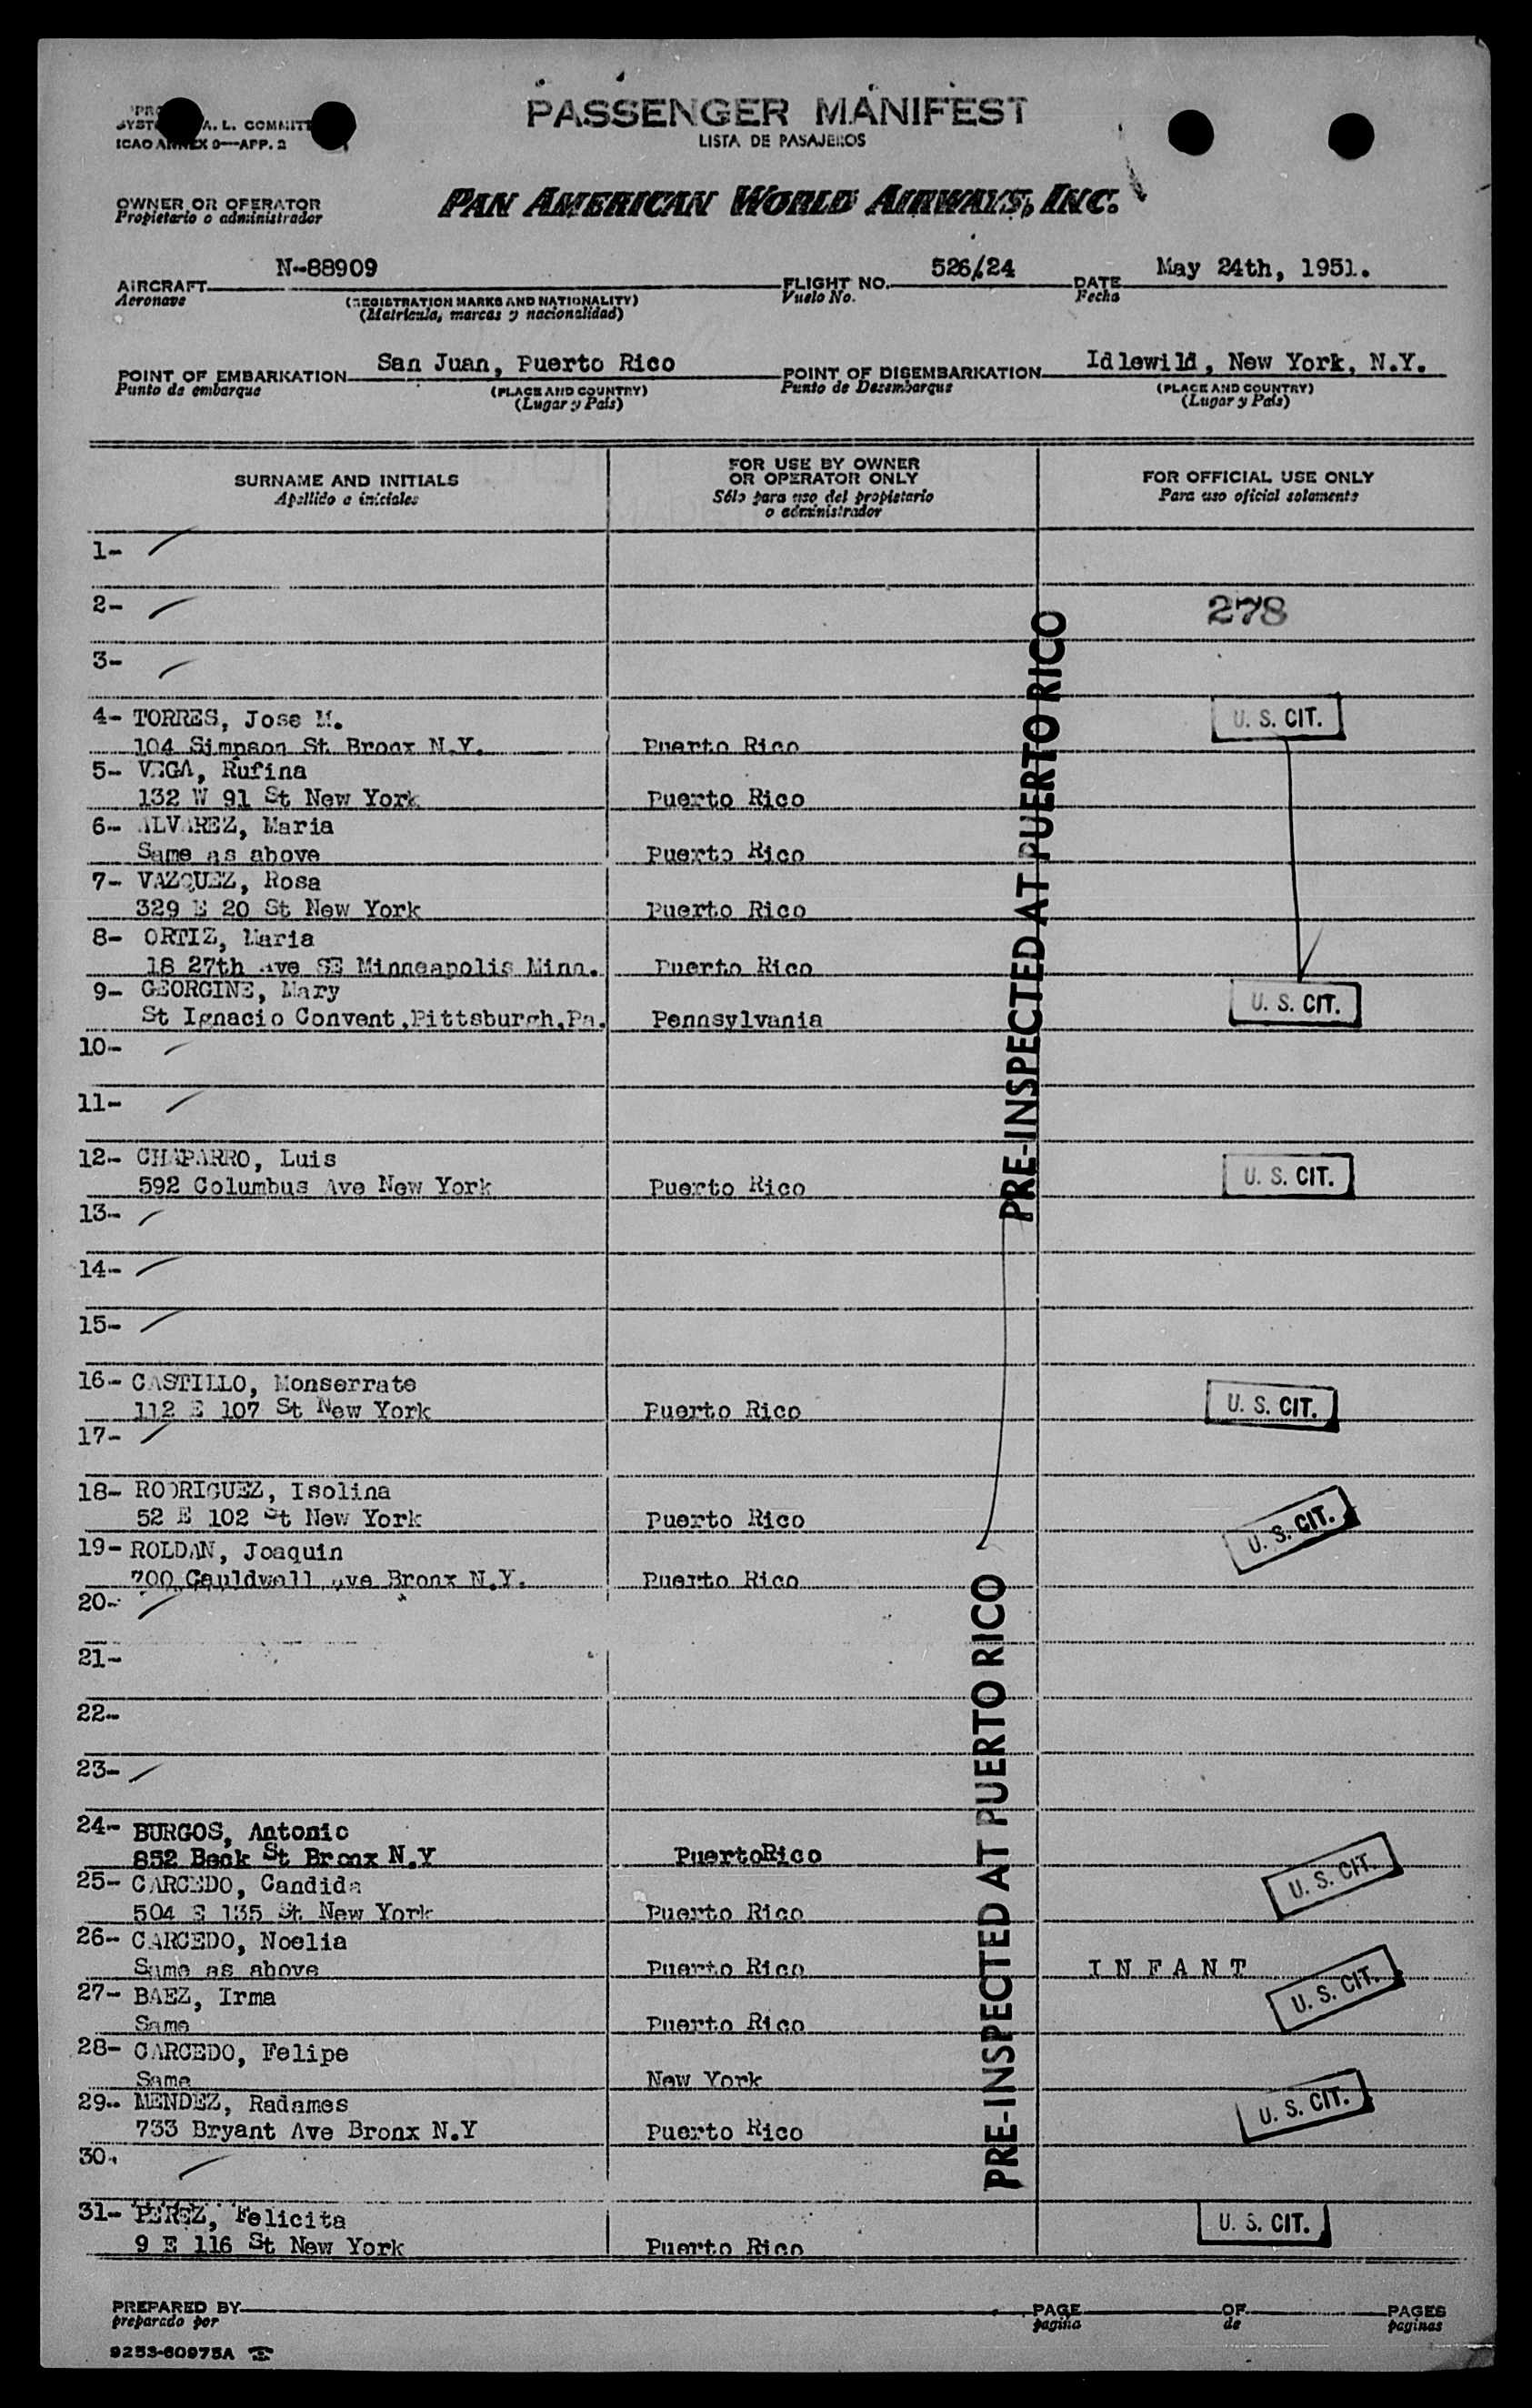 A. L. COMMITT
ICAO ANNEX 9—APP. 2
PASSENGER MANIFEST
LISTA DE PASAJEROS
OWNER OR OPERATOR
Propietario o administrador
PAN AMERICAN WORLD AIRWAYS, INC.
AIRCRAFT N-88909 FLIGHT NO. 526/24 DATE May 24th, 1951.
Aeronave (REGISTRATION MARKS AND NATIONALITY) Vuelo No. Fecha
(Matricula, marcas y nacionalidad)
POINT OF EMBARKATION San Juan, Puerto Rico POINT OF DISEMBARKATION Idlewild, New York, N.Y.
Punto de embarque (PLACE AND COUNTRY) Punto de Desembarque (PLACE AND COUNTRY)
(Lugar y País) (Lugar y País)
SURNAME AND INITIALS
Apellido e iniciales
FOR USE BY OWNER
OR OPERATOR ONLY
Sólo para uso del propietario
o administrador
FOR OFFICIAL USE ONLY
Para uso oficial solamente
1-
2- 278
3-
4- TORRES, Jose M. U. S. CIT.
104 Simpson St Bronx N.Y. Puerto Rico
5- VEGA, Rufina
132 W 91 St New York Puerto Rico
6- ALVAREZ, Maria
Same as above Puerto Rico
7- VAZQUEZ, Rosa
329 E 20 St New York Puerto Rico
8- ORTIZ, Maria
18 27th Ave SE Minneapolis Minn. Puerto Rico
9- GEORGINE, Mary U. S. CIT.
St Ignacio Convent,Pittsburgh,Pa. Pennsylvania
10-
11-
12- CHAPARRO, Luis U. S. CIT.
592 Columbus Ave New York Puerto Rico
PRE-INSPECTED AT PUERTO RICO
13-
14-
15-
16- CASTILLO, Monserrate U. S. CIT.
112 E 107 St New York Puerto Rico
17-
18- RODRIGUEZ, Isolina U. S. CIT.
52 E 102 St New York Puerto Rico
19- ROLDAN, Joaquin
700 Cauldwell Ave Bronx N.Y. Puerto Rico
20-
21-
22-
23-
24- BURGOS, Antonio
852 Beck St Bronx N.Y PuertoRico U. S. CIT.
25- CARCEDO, Candida
504 E 135 St New York Puerto Rico
26- CARCEDO, Noelia
Same as above Puerto Rico INFANT U. S. CIT.
27- BAEZ, Irma
Same Puerto Rico
28- CARCEDO, Felipe
Same New York
29- MENDEZ, Radames U. S. CIT.
733 Bryant Ave Bronx N.Y Puerto Rico
PRE-INSPECTED AT PUERTO RICO
30-
31- PEREZ, Felicita U. S. CIT.
9 E 116 St New York Puerto Rico
PREPARED BY PAGE OF PAGES
preparado por pagina de paginas
9253-60975A